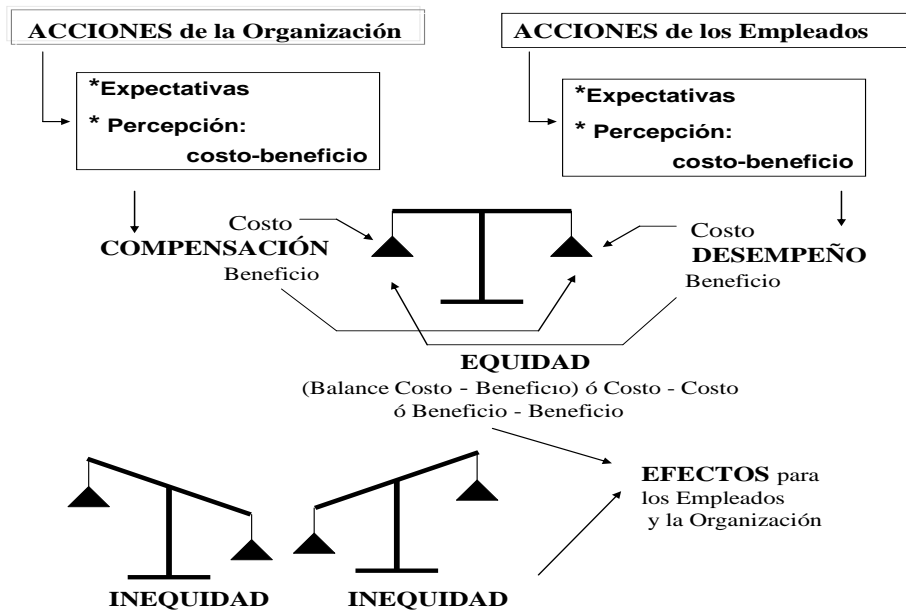 ACCIONES de la Organización
*Expectativas
* Percepción:
costo-beneficio
ACCIONES de los Empleados
*Expectativas
* Percepción:
costo-beneficio
Costo
COMPENSACIÓN
Beneficio
Costo
DESEMPEÑO
Beneficio
EQUIDAD
(Balance Costo - Beneficio) ó Costo - Costo
ó Beneficio - Beneficio
EFECTOS para
los Empleados
y la Organización
INEQUIDAD
INEQUIDAD